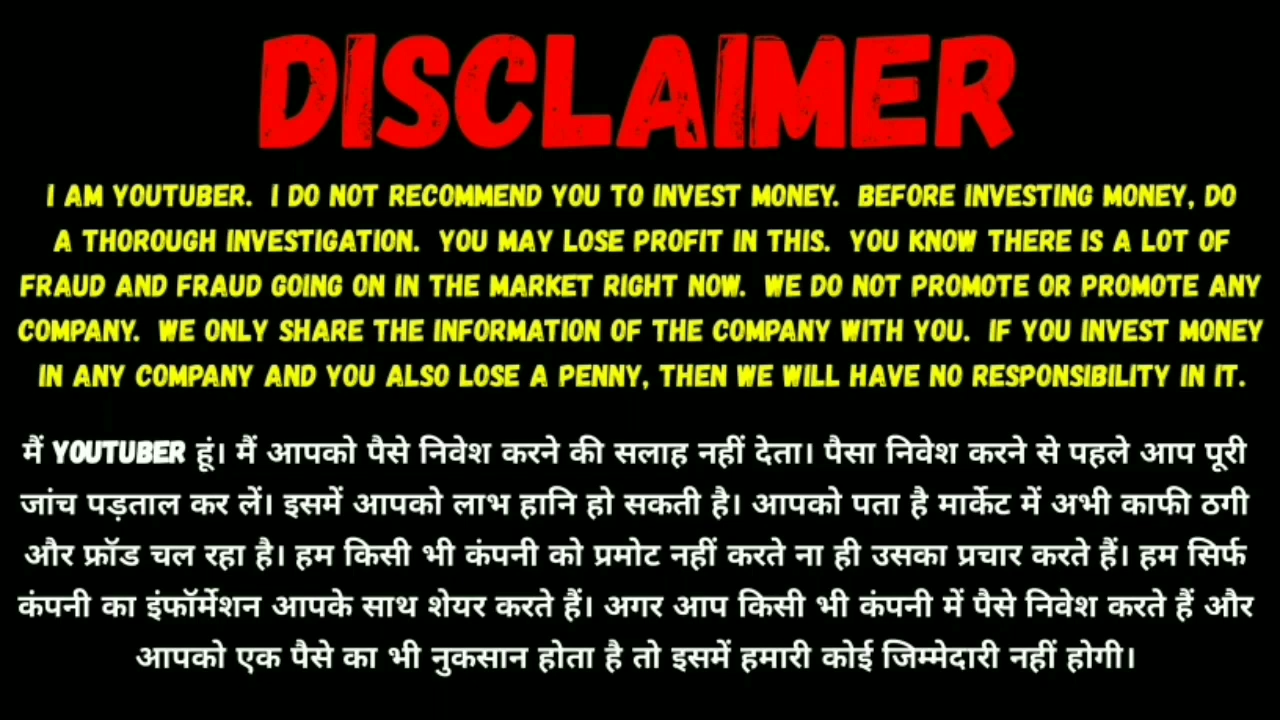 DISCLAIMER
I AM YOUTUBER. I DO NOT RECOMMEND YOU TO INVEST MONEY. BEFORE INVESTING MONEY, DO
A THOROUGH INVESTIGATION. YOU MAY LOSE PROFIT IN THIS. YOU KNOW THERE IS A LOT OF
FRAUD AND FRAUD GOING ON IN THE MARKET RIGHT NOW. WE DO NOT PROMOTE OR PROMOTE ANY
COMPANY. WE ONLY SHARE THE INFORMATION OF THE COMPANY WITH YOU. IF YOU INVEST MONEY
IN ANY COMPANY AND YOU ALSO LOSE A PENNY, THEN WE WILL HAVE NO RESPONSIBILITY IN IT.
मैं YOUTUBER हूं। मैं आपको पैसे निवेश करने की सलाह नहीं देता। पैसा निवेश करने से पहले आप पूरी
जांच पड़ताल कर लें। इसमें आपको लाभ हानि हो सकती है। आपको पता है मार्केट में अभी काफी ठगी
और फ्रॉड चल रहा है। हम किसी भी कंपनी को प्रमोट नहीं करते ना ही उसका प्रचार करते हैं। हम सिर्फ
कंपनी का इंफॉर्मेशन आपके साथ शेयर करते हैं। अगर आप किसी भी कंपनी में पैसे निवेश करते हैं और
आपको एक पैसे का भी नुकसान होता है तो इसमें हमारी कोई जिम्मेदारी नहीं होगी।